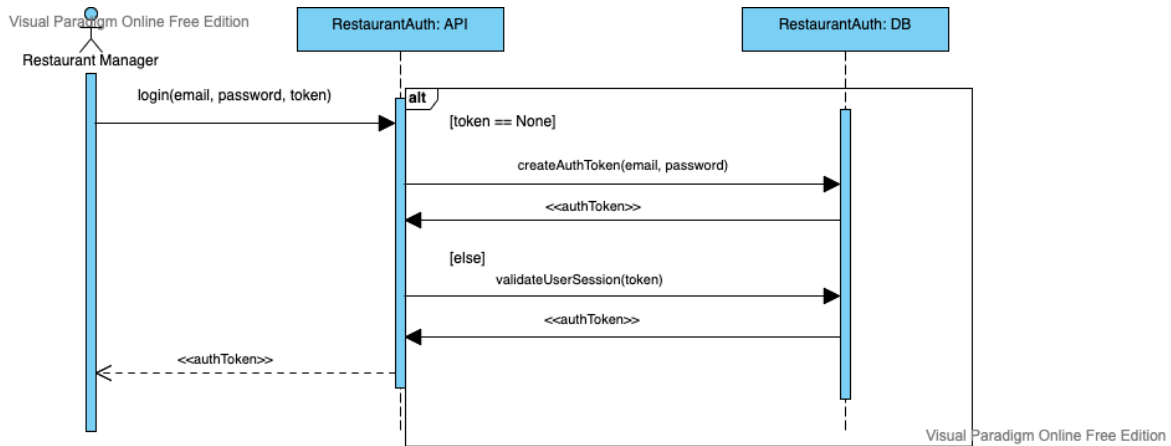 Visual Paradigm Online Free Edition
RestaurantAuth: API
RestaurantAuth: DB
Restaurant Manager
login(email, password, token)
alt
[token == None]
createAuthToken(email, password)
<<authToken>>
[else]
validateUserSession(token)
<<authToken>>
<<authToken>>
Visual Paradigm Online Free Edition